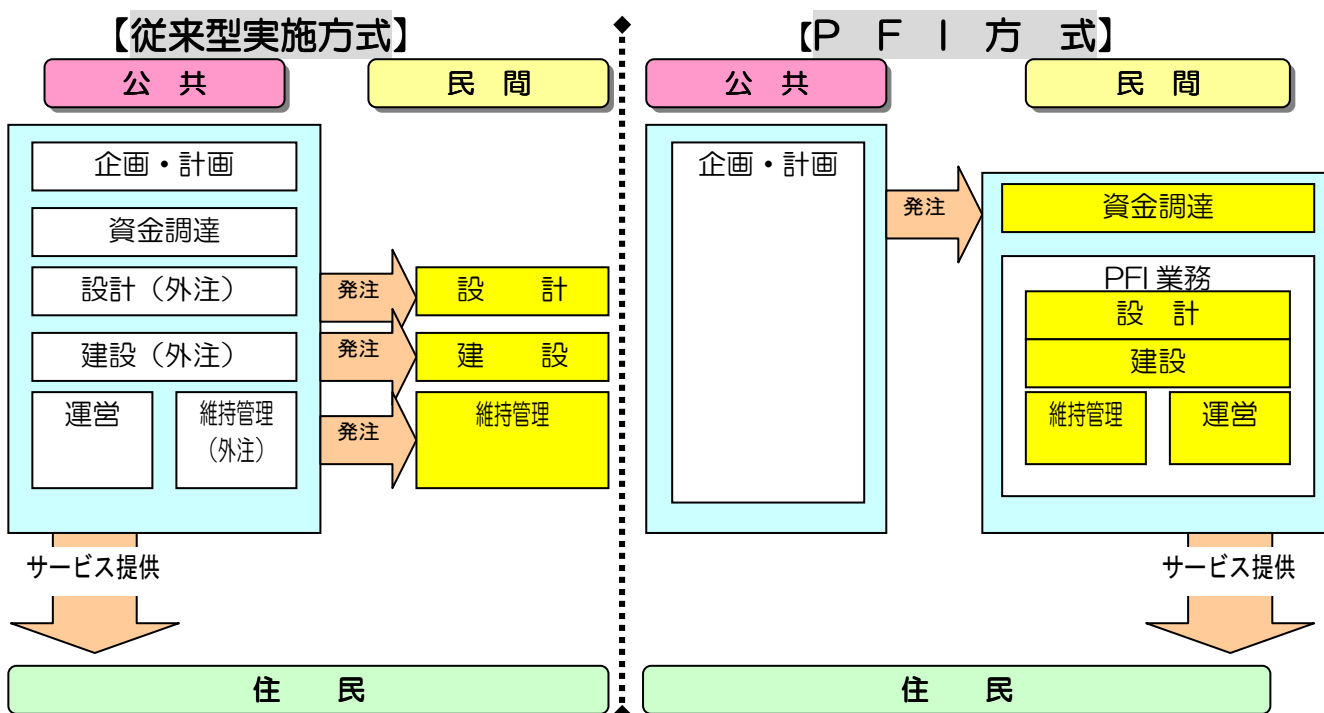 【従来型実施方式】
公 共
民 間
企画・計画
資金調達
設計（外注）
建設（外注）
運営
維持管理
（外注）
発注
発注
発注
設 計
建 設
維持管理
サービス提供
住 民
【ＰＦＩ方式】
公 共
民 間
企画・計画
発注
資金調達
PFI 業務
設 計
建設
維持管理
運営
サービス提供
住 民